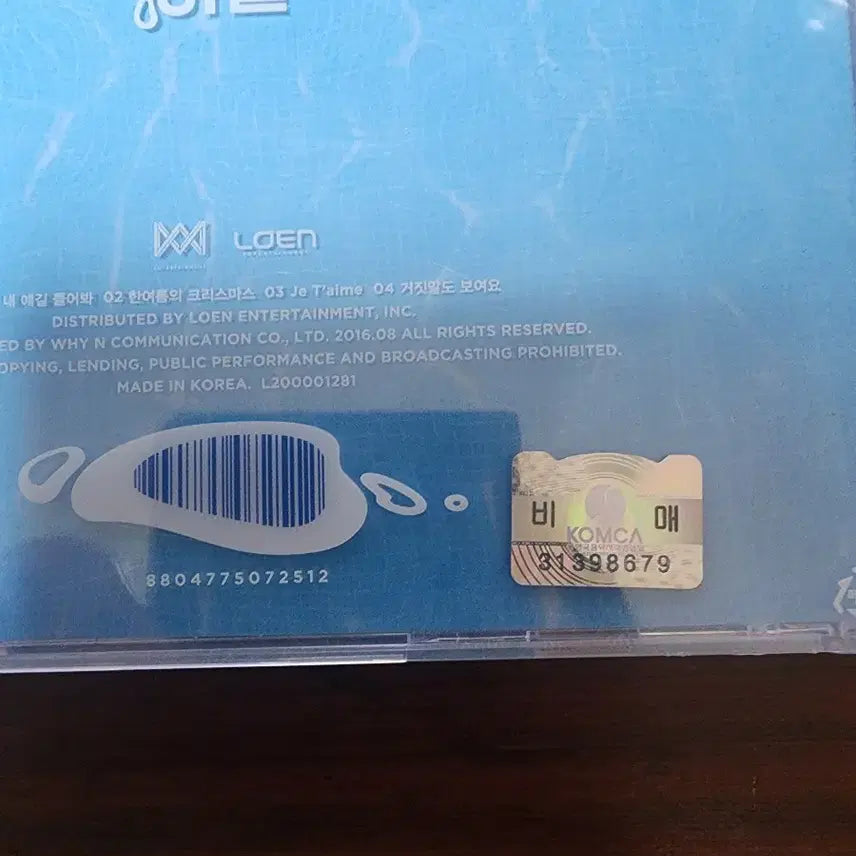 LOEN
ENTERTAINMENT
내 얘길 들어봐 02 한여름의 크리스마스 03 Je T'aime 04 거짓말도 보여요
DISTRIBUTED BY LOEN ENTERTAINMENT, INC.
ED BY WHY N COMMUNICATION CO., LTD. 2016.08 ALL RIGHTS RESERVED.
OPYING, LENDING, PUBLIC PERFORMANCE AND BROADCASTING PROHIBITED.
MADE IN KOREA. L200001281
8804775072512
비 매
KOMCA
31398679